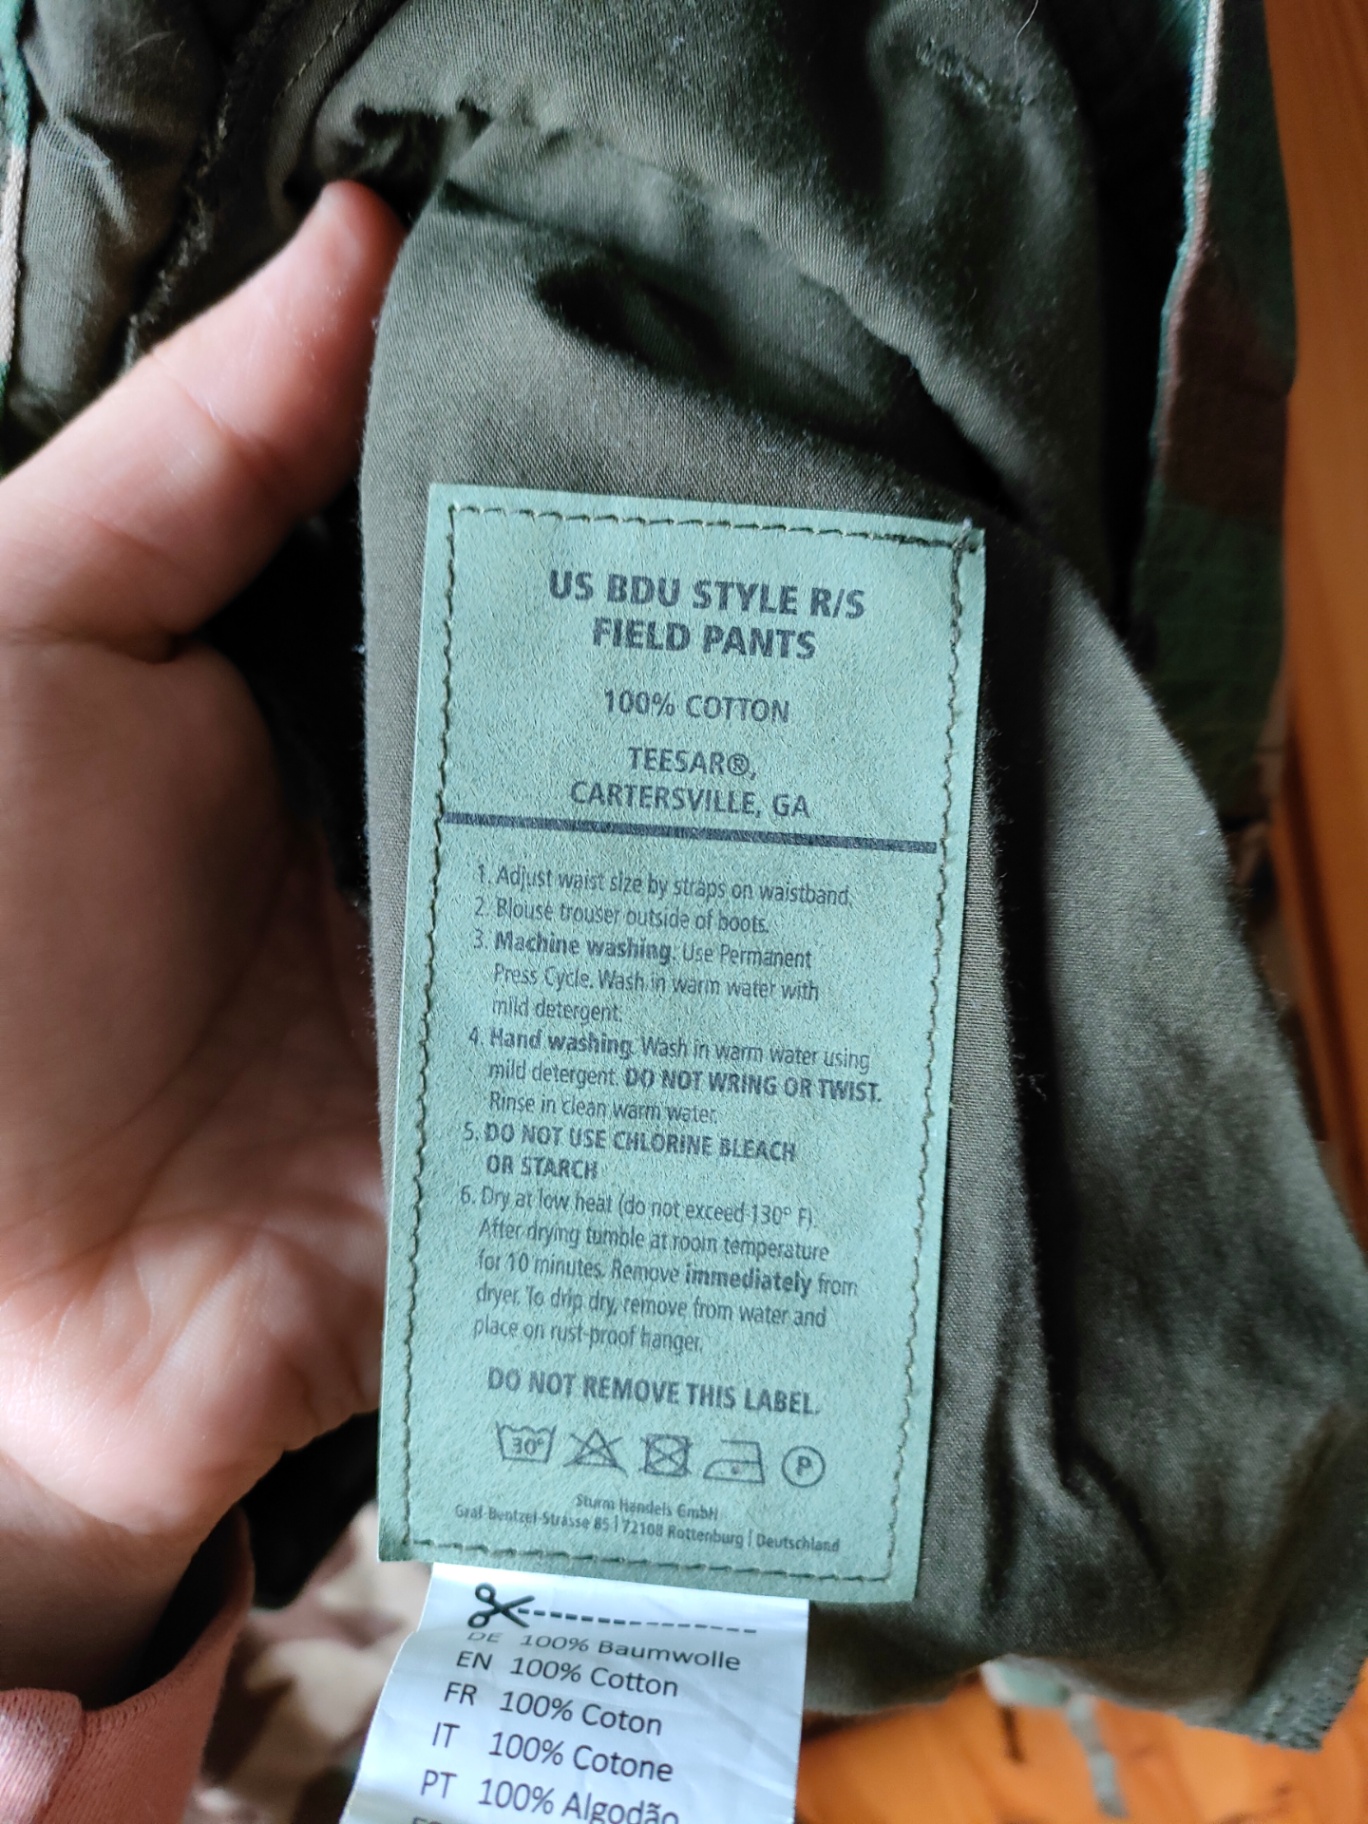 US BDU STYLE R/S
FIELD PANTS
100% COTTON
TEESAR®,
CARTERSVILLE, GA
1. Adjust waist size by straps on waistband.
2. Blouse trouser outside of boots.
3. Machine washing. Use Permanent
Press Cycle. Wash in warm water with
mild detergent.
4. Hand washing. Wash in warm water using
mild detergent. DO NOT WRING OR TWIST.
Rinse in clean warm water.
5. DO NOT USE CHLORINE BLEACH
OR STARCH
6. Dry at low heat (do not exceed 130° F).
After drying tumble at room temperature
for 10 minutes. Remove immediately from
dryer. To drip dry, remove from water and
place on rust-proof hanger.
DO NOT REMOVE THIS LABEL.
30° P
Sturm Handels GmbH
Graf-Bentzel-Strasse 85 | 72108 Rottenburg | Deutschland
DE 100% Baumwolle
EN 100% Cotton
FR 100% Coton
IT 100% Cotone
PT 100% Algodão